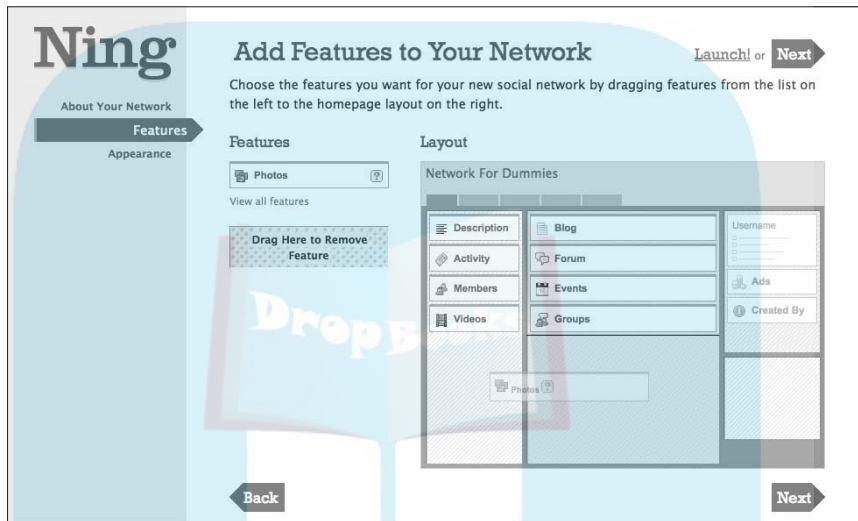 Ning
Add Features to Your Network
Launch! or Next
Choose the features you want for your new social network by dragging features from the list on
the left to the homepage layout on the right.
About Your Network
Features
Appearance
Features
Photos ?
View all features
Drag Here to Remove
Feature
Layout
Network For Dummies
Description
Activity
Members
Videos
Blog
Forum
Events
Groups
Username
Ads
Created By
Photos ?
DropBooks
Back
Next